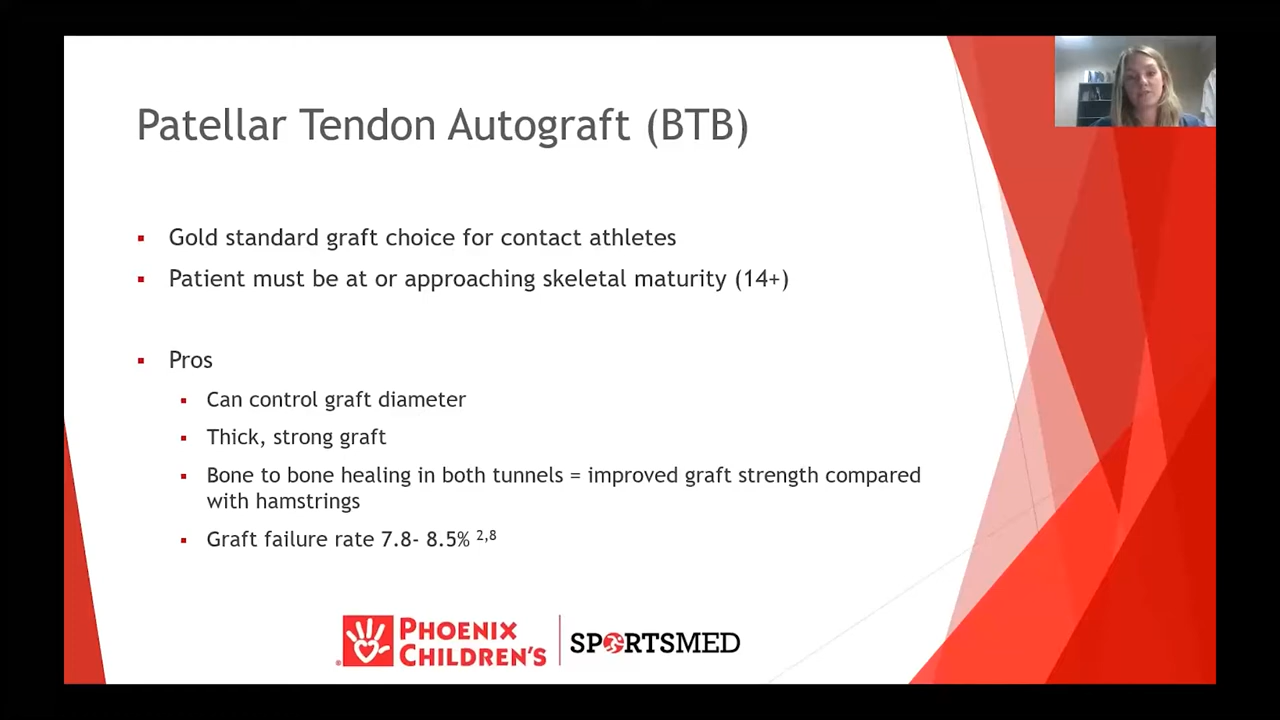 Patellar Tendon Autograft (BTB)
▪ Gold standard graft choice for contact athletes
▪ Patient must be at or approaching skeletal maturity (14+)
▪ Pros
▪ Can control graft diameter
▪ Thick, strong graft
▪ Bone to bone healing in both tunnels = improved graft strength compared
with hamstrings
▪ Graft failure rate 7.8- 8.5% 2,8
PHOENIX
CHILDREN'S
SPORTSMED